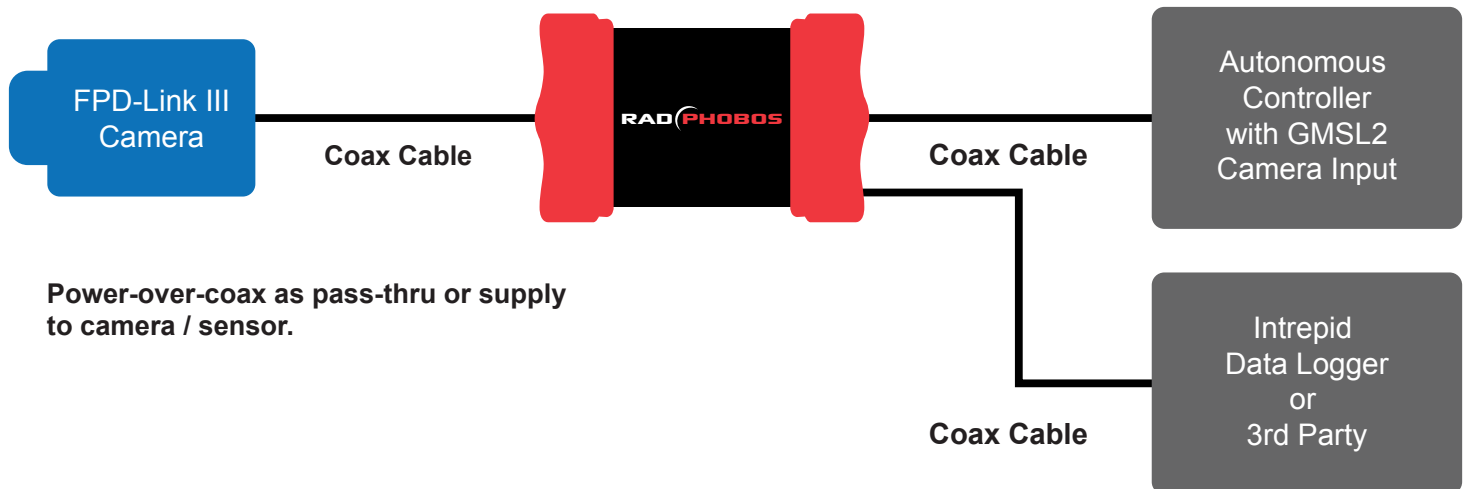 FPD-Link III
Camera
Coax Cable
RAD PHOBOS
Coax Cable
Autonomous
Controller
with GMSL2
Camera Input
Power-over-coax as pass-thru or supply
to camera / sensor.
Coax Cable
Intrepid
Data Logger
or
3rd Party